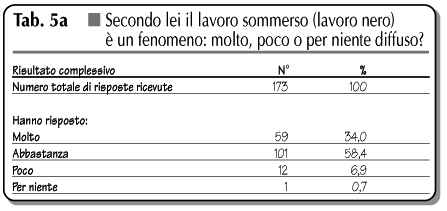 Tab. 5a ■ Secondo lei il lavoro sommerso (lavoro nero)
è un fenomeno: molto, poco o per niente diffuso?
Risultato complessivo N° %
Numero totale di risposte ricevute 173 100
Hanno risposto:
Molto 59 34,0
Abbastanza 101 58,4
Poco 12 6,9
Per niente 1 0,7